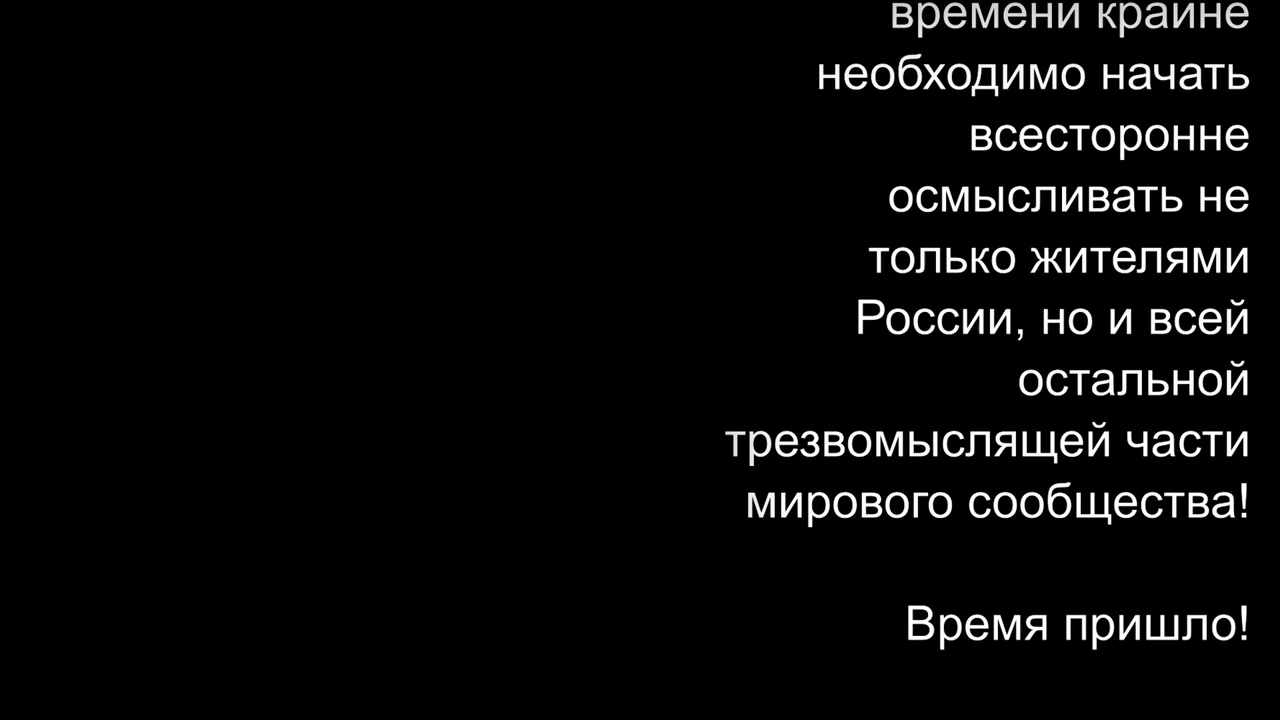 времени крайне
необходимо начать
всесторонне
осмысливать не
только жителями
России, но и всей
остальной
трезвомыслящей части
мирового сообщества!
Время пришло!